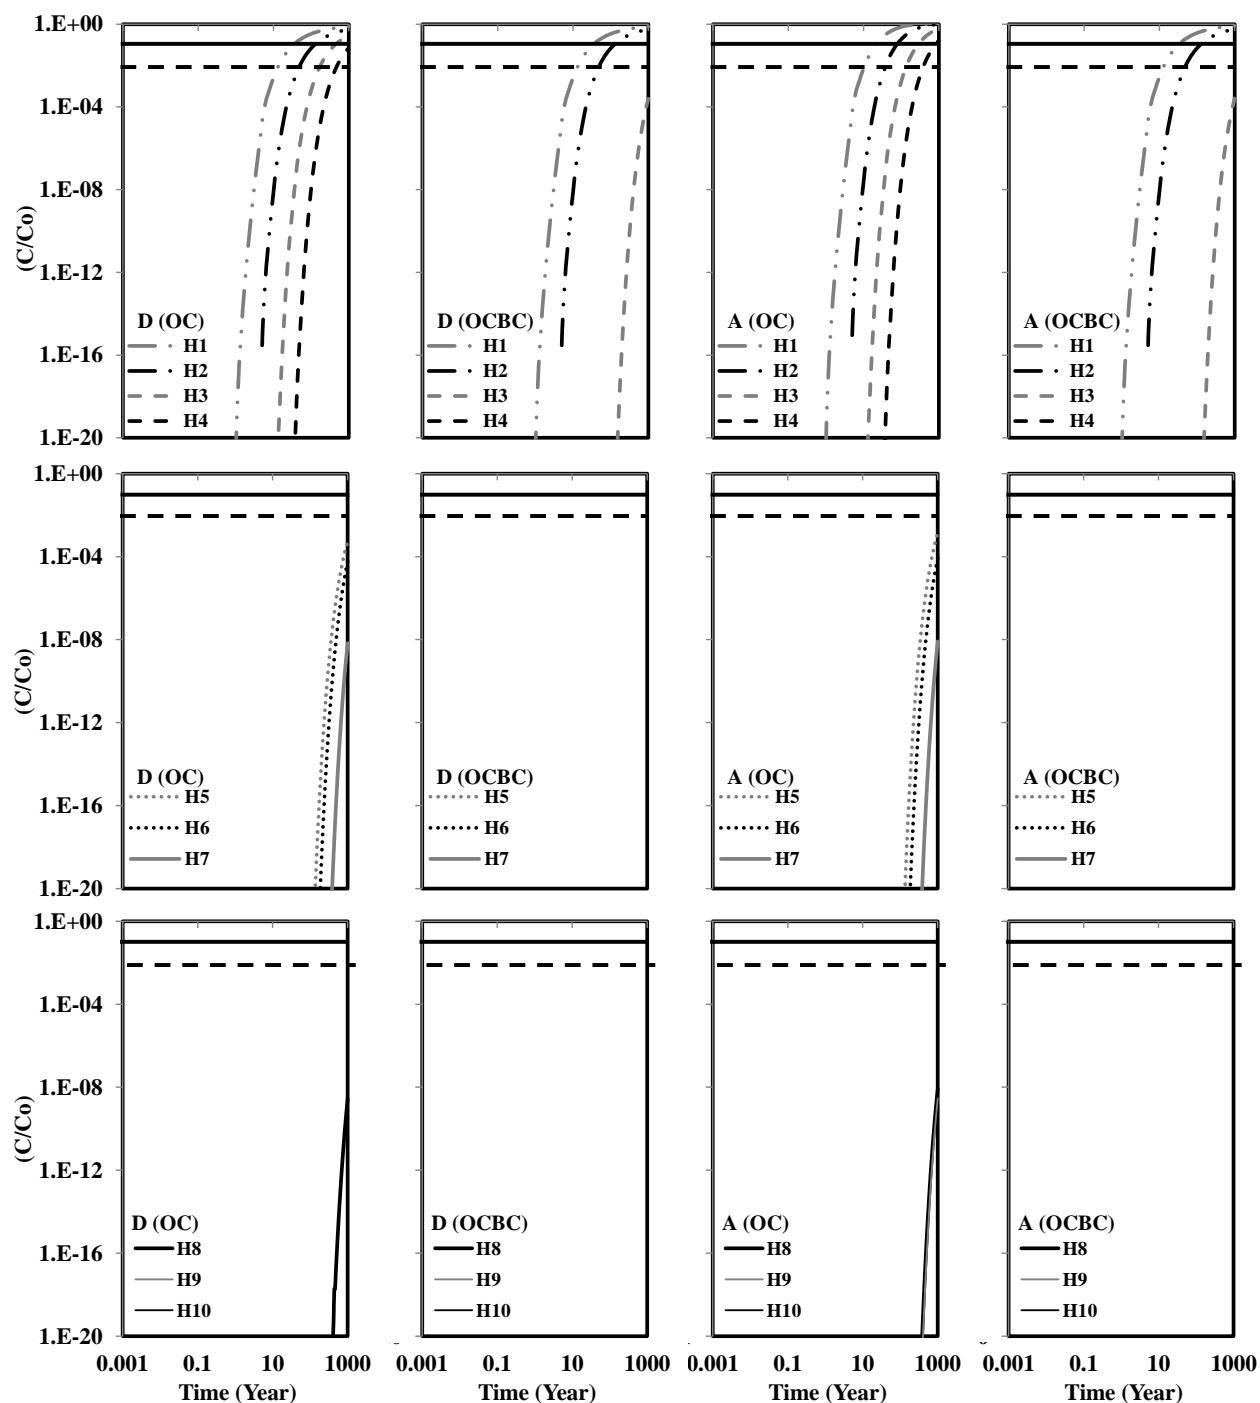 1.E+00
1.E-04
1.E-08
1.E-12
1.E-16
1.E-20
(C/Co)
D (OC)
H1
H2
H3
H4
D (OCBC)
H1
H2
H3
H4
A (OC)
H1
H2
H3
H4
A (OCBC)
H1
H2
H3
H4
1.E+00
1.E-04
1.E-08
1.E-12
1.E-16
1.E-20
(C/Co)
D (OC)
H5
H6
H7
D (OCBC)
H5
H6
H7
A (OC)
H5
H6
H7
A (OCBC)
H5
H6
H7
1.E+00
1.E-04
1.E-08
1.E-12
1.E-16
1.E-20
(C/Co)
D (OC)
H8
H9
H10
D (OCBC)
H8
H9
H10
A (OC)
H8
H9
H10
A (OCBC)
H8
H9
H10
0.001 0.1 10 1000
Time (Year)
0.001 0.1 10 1000
Time (Year)
0.001 0.1 10 1000
Time (Year)
0.001 0.1 10 1000
Time (Year)